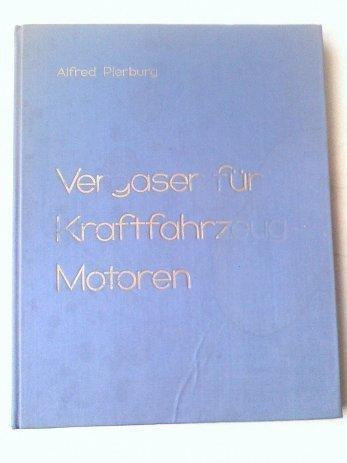 Alfred Pierburg
Vergaser für
Kraftfahrzeug-
Motoren